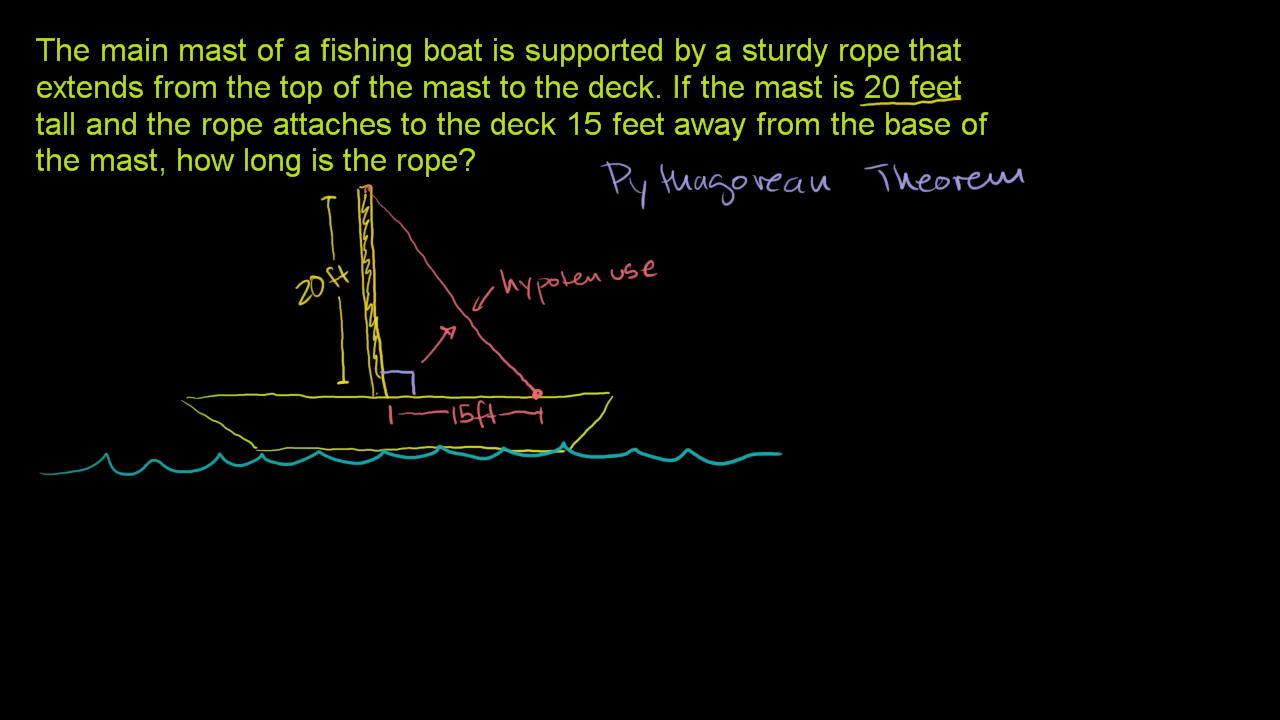 The main mast of a fishing boat is supported by a sturdy rope that
extends from the top of the mast to the deck. If the mast is 20 feet
tall and the rope attaches to the deck 15 feet away from the base of
the mast, how long is the rope?
Pythagorean Theorem
20ft
hypotenuse
15ft